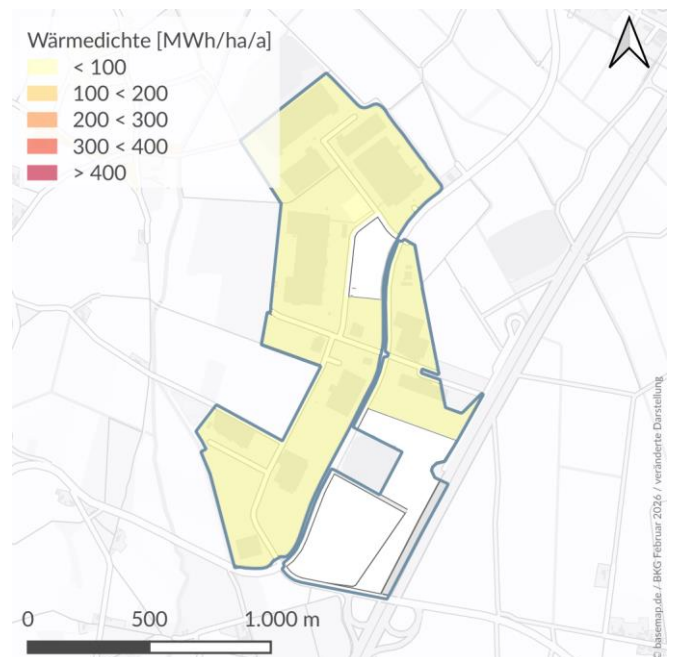 Wärmedichte [MWh/ha/a]
< 100
100 < 200
200 < 300
300 < 400
> 400
© basemap.de / BKG Februar 2026 / veränderte Darstellung
0 500 1.000 m